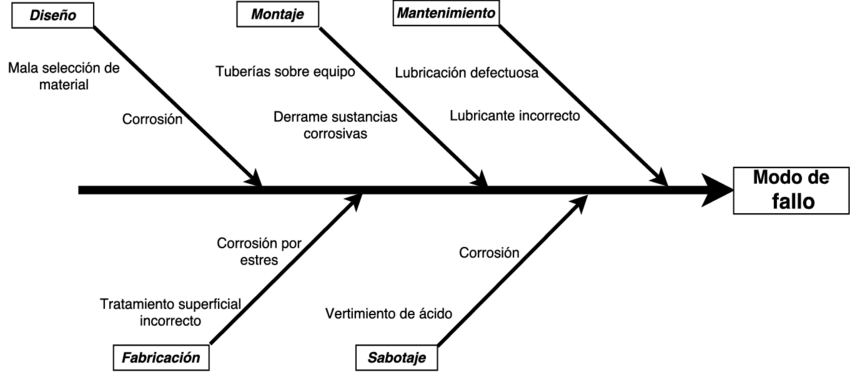 Diseño
Montaje
Mantenimiento
Mala selección de
material
Tuberías sobre equipo
Lubricación defectuosa
Corrosión
Derrame sustancias
corrosivas
Lubricante incorrecto
Modo de
fallo
Corrosión por
estres
Corrosión
Tratamiento superficial
incorrecto
Vertimiento de ácido
Fabricación
Sabotaje